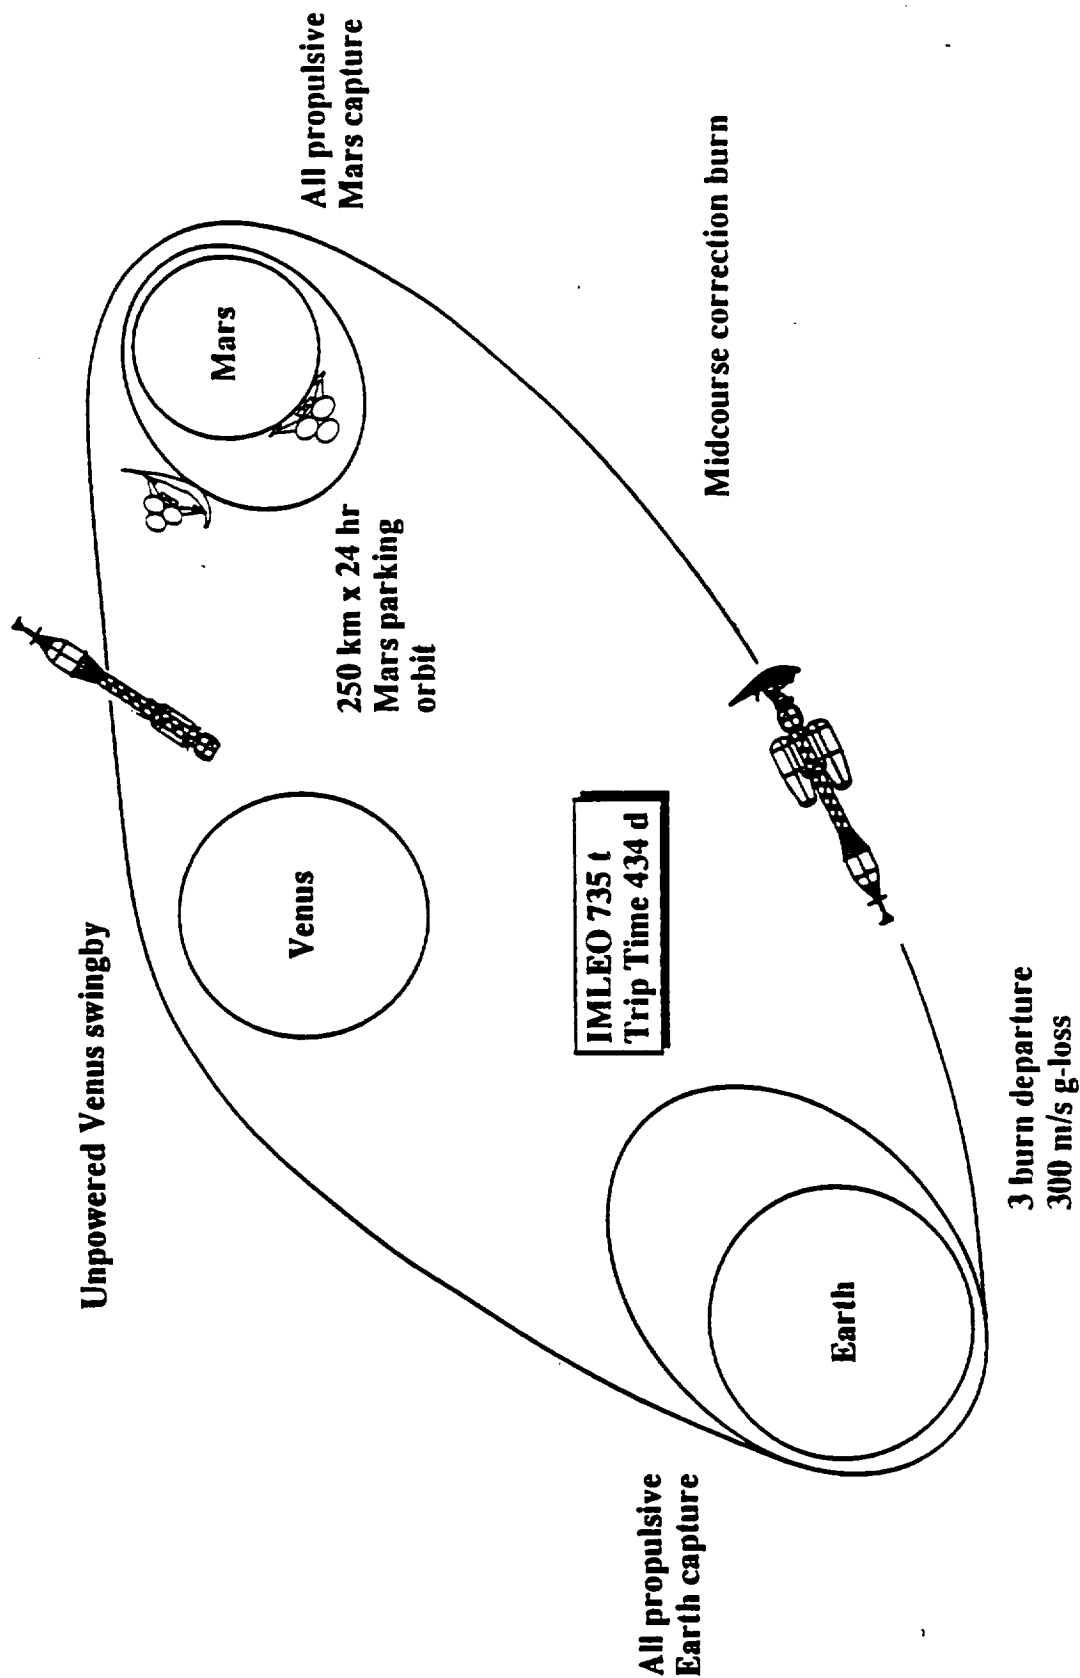 Unpowered Venus swingby
All propulsive
Mars capture
Mars
250 km x 24 hr
Mars parking
orbit
Venus
IMLEO 735 t
Trip Time 434 d
Midcourse correction burn
Earth
All propulsive
Earth capture
3 burn departure
300 m/s g-loss